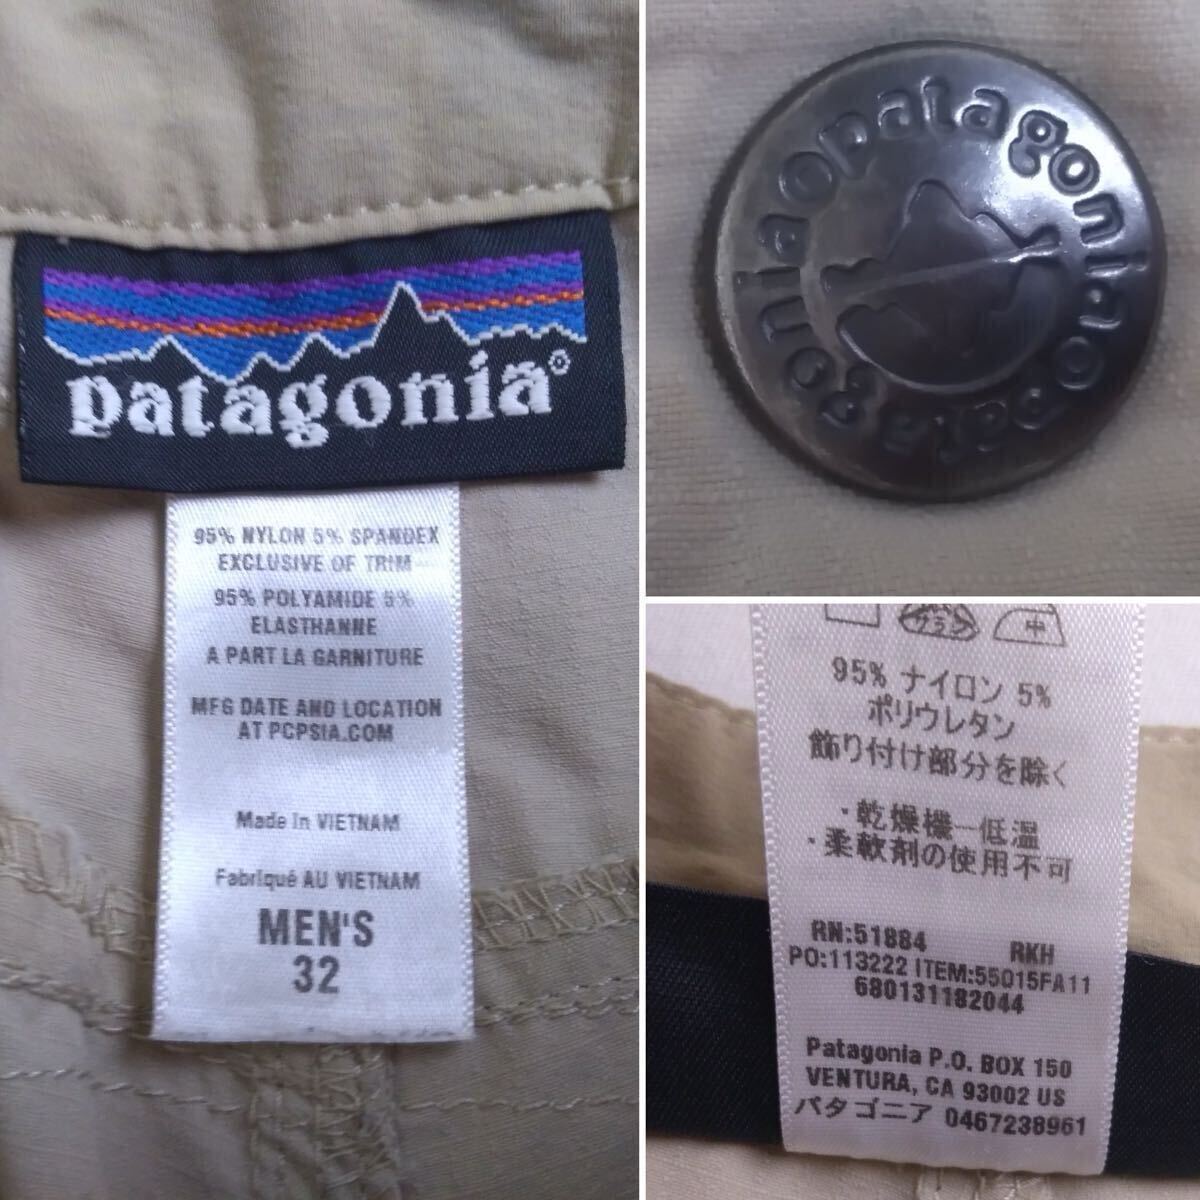 patagonia®
95% NYLON 5% SPANDEX
EXCLUSIVE OF TRIM
95% POLYAMIDE 5%
ELASTHANNE
A PART LA GARNITURE
MFG DATE AND LOCATION
AT PCPSIA.COM
Made in VIETNAM
Fabriqué AU VIETNAM
MEN'S
32
patagonia
patagonia
中
95% ナイロン 5%
ポリウレタン
飾り付け部分を除く
・乾燥機―低温
・柔軟剤の使用不可
RN:51884 RKH
PO:113222 ITEM:55015FA11
680131182044
Patagonia P.O. BOX 150
VENTURA, CA 93002 US
パタゴニア 0467238961